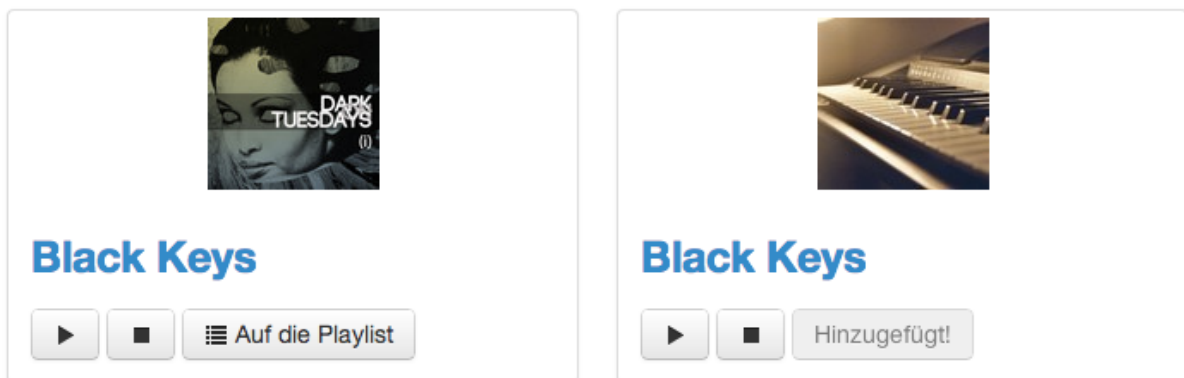 DARK
TUESDAYS
(i)
Black Keys
Auf die Playlist
Black Keys
Hinzugefügt!